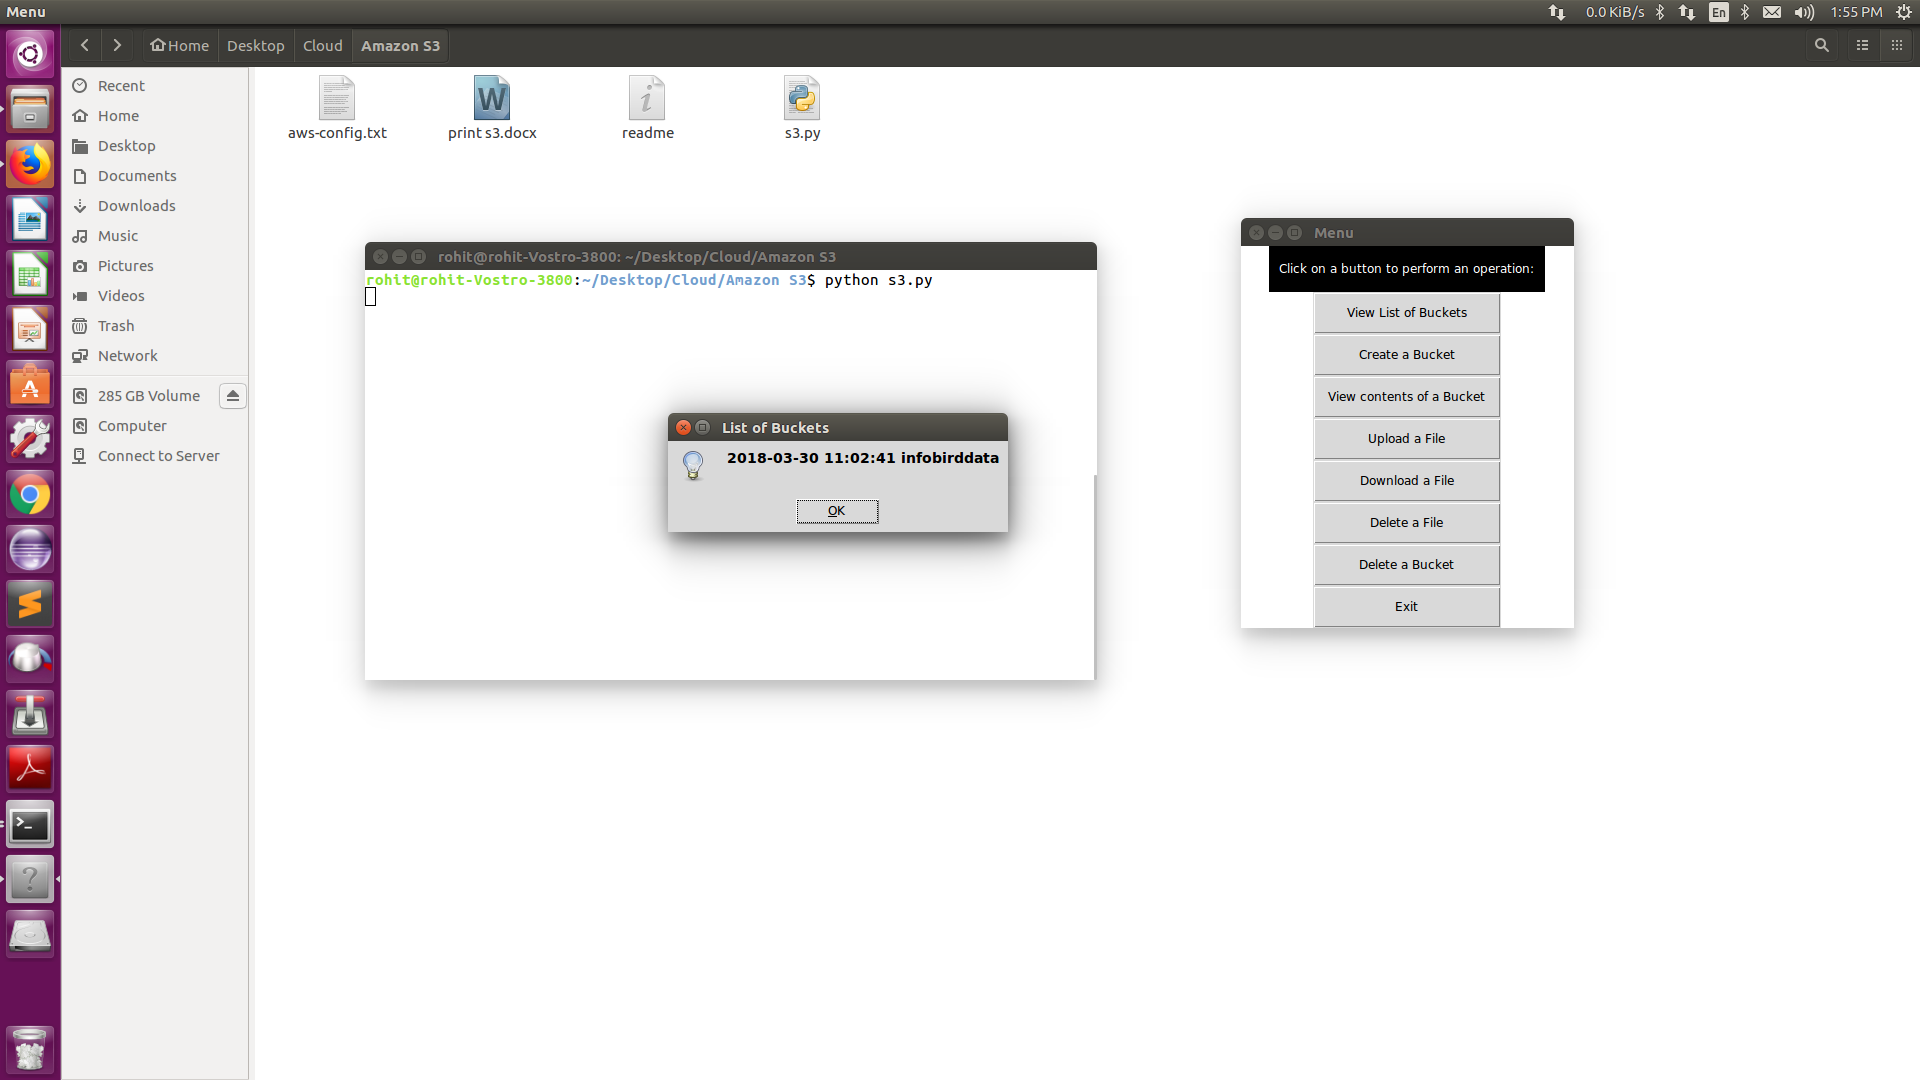 Menu
0.0 KiB/s
En
1:55 PM
Home
Desktop
Cloud
Amazon S3
Recent
Home
Desktop
Documents
Downloads
Music
Pictures
Videos
Trash
Network
285 GB Volume
Computer
Connect to Server
aws-config.txt
print s3.docx
readme
s3.py
rohit@rohit-Vostro-3800: ~/Desktop/Cloud/Amazon S3
rohit@rohit-Vostro-3800:~/Desktop/Cloud/Amazon S3$ python s3.py
List of Buckets
2018-03-30 11:02:41 infobirddata
OK
Menu
Click on a button to perform an operation:
View List of Buckets
Create a Bucket
View contents of a Bucket
Upload a File
Download a File
Delete a File
Delete a Bucket
Exit